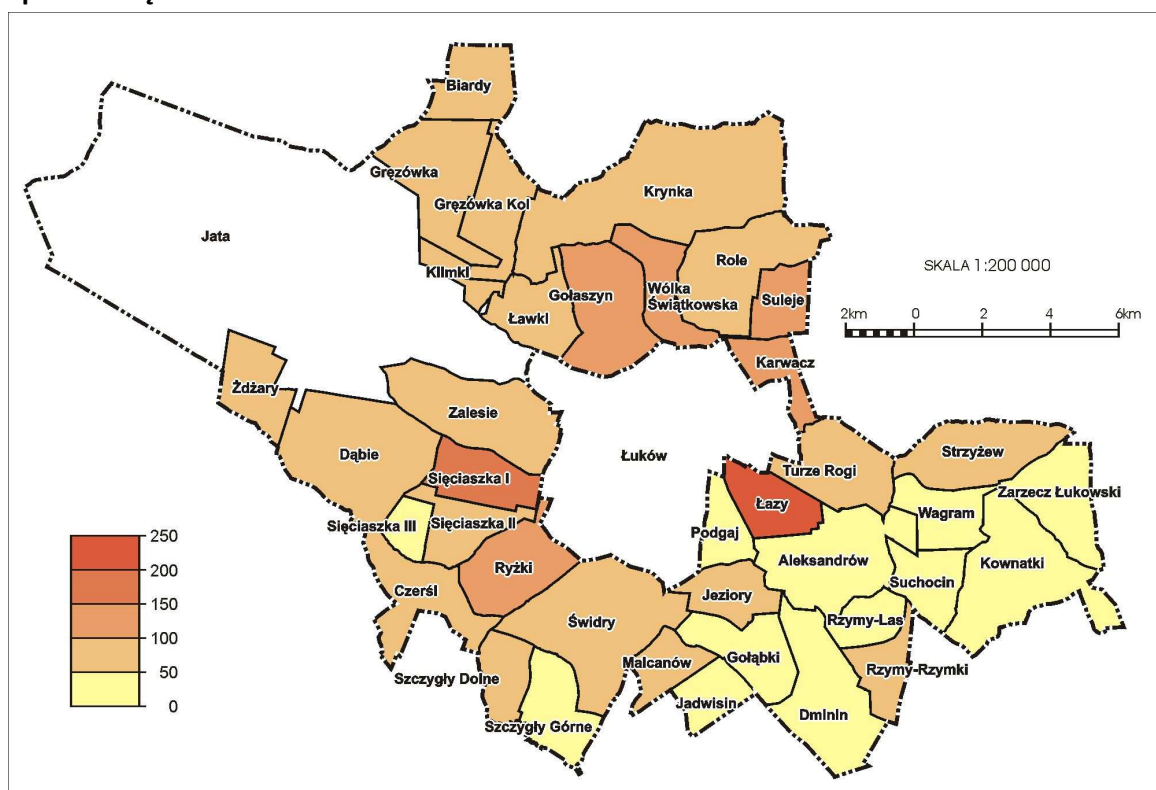 Biardy
Gręzówka
Gręzówka Kol
Krynka
Jata
Klimki
Role
SKALA 1:200 000
Gołaszyn
Wólka
Świątkowska
Suleje
Ławki
2km 0 2 4 6km
Karwacz
Żdżary
Zalesie
Dąbie
Łuków
Turze Rogi
Strzyżew
Sięciaszka I
Łazy
Zarzecz Łukowski
Sięciaszka III
Sięciaszka II
Podgaj
Wagram
250
200
150
100
50
0
Ryżki
Aleksandrów
Kownatki
Suchocin
Czerśl
Jeziory
Świdry
Rzymy-Las
Szczygły Dolne
Malcanów
Gołąbki
Rzymy-Rzymki
Jadwisin
Dminin
Szczygły Górne